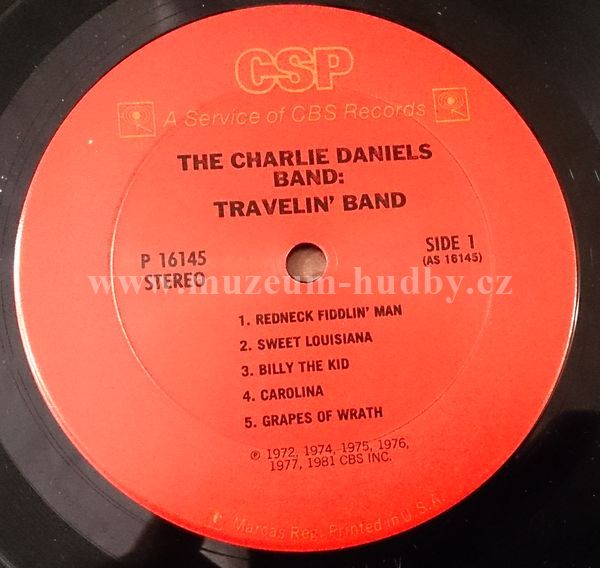 CSP
A Service of CBS Records
THE CHARLIE DANIELS
BAND:
TRAVELIN' BAND
P 16145
STEREO
SIDE 1
(AS 16145)
www.muzeum-hudby.cz
1. REDNECK FIDDLIN' MAN
2. SWEET LOUISIANA
3. BILLY THE KID
4. CAROLINA
5. GRAPES OF WRATH
℗ 1972, 1974, 1975, 1976,
1977, 1981 CBS INC.
Marcas Reg. Printed in U.S.A.